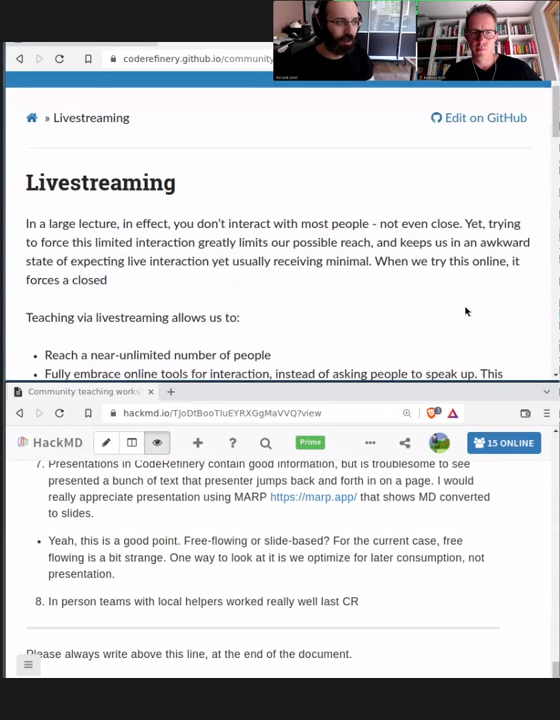 coderefinery.github.io/community
» Livestreaming
Edit on GitHub
Livestreaming
In a large lecture, in effect, you don't interact with most people - not even close. Yet, trying
to force this limited interaction greatly limits our possible reach, and keeps us in an awkward
state of expecting live interaction yet usually receiving minimal. When we try this online, it
forces a closed
Teaching via livestreaming allows us to:
• Reach a near-unlimited number of people
• Fully embrace online tools for interaction, instead of asking people to speak up. This
Community teaching works
hackmd.io/TJoDtBooTIuEYRXGgMaVVQ?view
3
HackMD
Prime
15 ONLINE
7. Presentations in CodeRefinery contain good information, but is troublesome to see
presented a bunch of text that presenter jumps back and forth in on a page. I would
really appreciate presentation using MARP https://marp.app/ that shows MD converted
to slides.
• Yeah, this is a good point. Free-flowing or slide-based? For the current case, free
flowing is a bit strange. One way to look at it is we optimize for later consumption, not
presentation.
8. In person teams with local helpers worked really well last CR
Please always write above this line, at the end of the document.